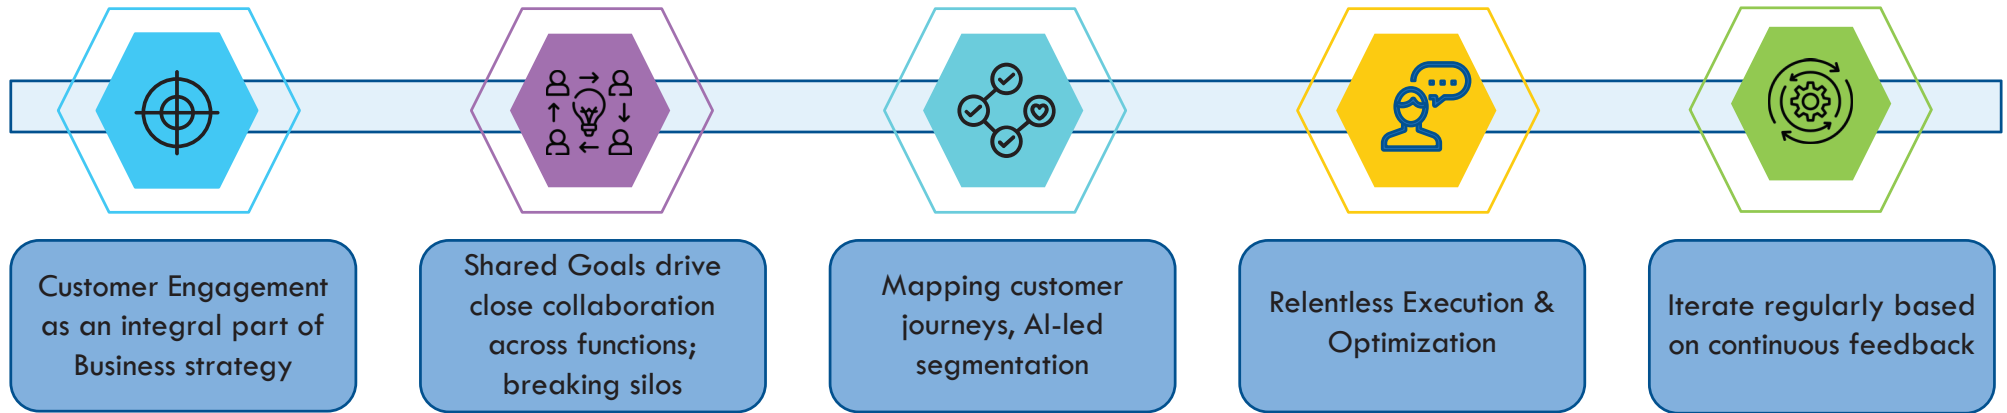 Customer Engagement
as an integral part of
Business strategy
Shared Goals drive
close collaboration
across functions;
breaking silos
Mapping customer
journeys, AI-led
segmentation
Relentless Execution &
Optimization
Iterate regularly based
on continuous feedback